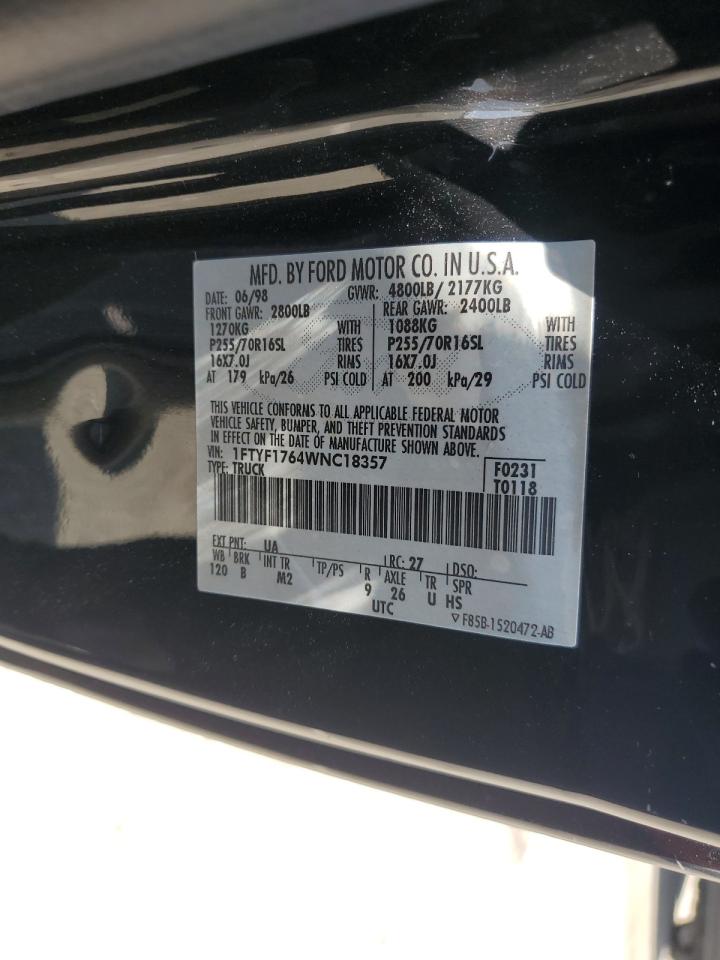 MFD. BY FORD MOTOR CO. IN U.S.A.
DATE: 06/98 GVWR: 4800LB/ 2177KG
FRONT GAWR: 2800LB REAR GAWR: 2400LB
1270KG WITH 1088KG WITH
P255/70R16SL TIRES P255/70R16SL TIRES
16X7.0J RIMS 16X7.0J RIMS
AT 179 kPa/26 PSI COLD AT 200 kPa/29 PSI COLD
THIS VEHICLE CONFORMS TO ALL APPLICABLE FEDERAL MOTOR
VEHICLE SAFETY, BUMPER, AND THEFT PREVENTION STANDARDS
IN EFFECT ON THE DATE OF MANUFACTURE SHOWN ABOVE.
VIN: 1FTYF1764WNC18357 F0231
TYPE: TRUCK T0118
EXT PNT: UA RC: 27 DSO:
WB BRK INT TR TP/PS R AXLE TR SPR
120 B M2 9 26 U HS
UTC
▽ F85B-1520472-AB